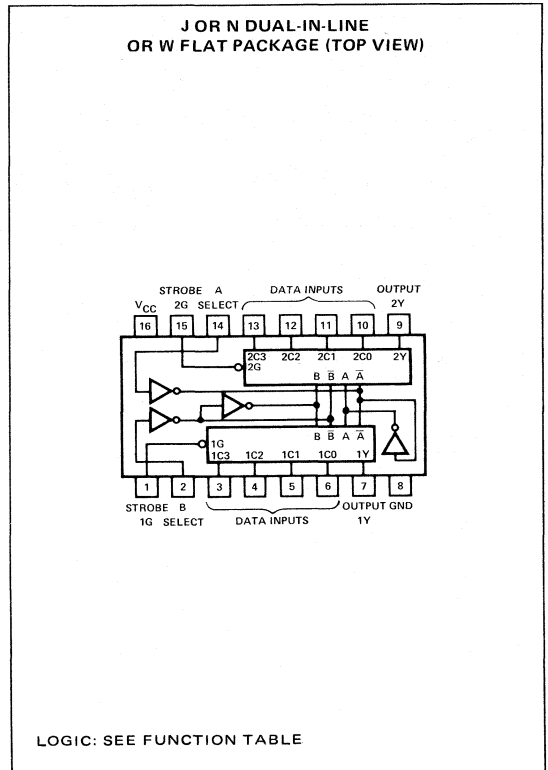 J OR N DUAL-IN-LINE
OR W FLAT PACKAGE (TOP VIEW)
STROBE A DATA INPUTS OUTPUT
VCC 2G SELECT 2Y
16 15 14 13 12 11 10 9
2C3 2C2 2C1 2C0 2Y
2G
B B̅ A A̅
B B̅ A A̅
1G
1C3 1C2 1C1 1C0 1Y
1 2 3 4 5 6 7 8
STROBE B DATA INPUTS OUTPUT GND
1G SELECT 1Y
LOGIC: SEE FUNCTION TABLE